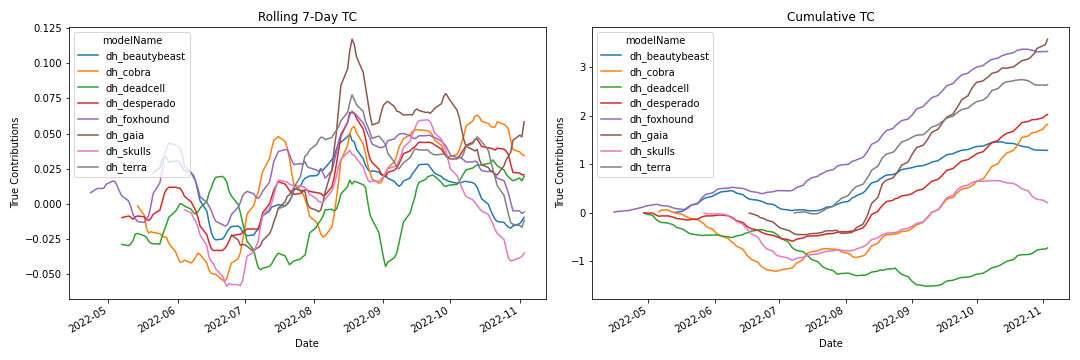 Rolling 7-Day TC
True Contributions
0.125
0.100
0.075
0.050
0.025
0.000
−0.025
−0.050
modelName
dh_beautybeast
dh_cobra
dh_deadcell
dh_desperado
dh_foxhound
dh_gaia
dh_skulls
dh_terra
2022-05
2022-06
2022-07
2022-08
2022-09
2022-10
2022-11
Date
Cumulative TC
True Contributions
3
2
1
0
−1
modelName
dh_beautybeast
dh_cobra
dh_deadcell
dh_desperado
dh_foxhound
dh_gaia
dh_skulls
dh_terra
2022-05
2022-06
2022-07
2022-08
2022-09
2022-10
2022-11
Date